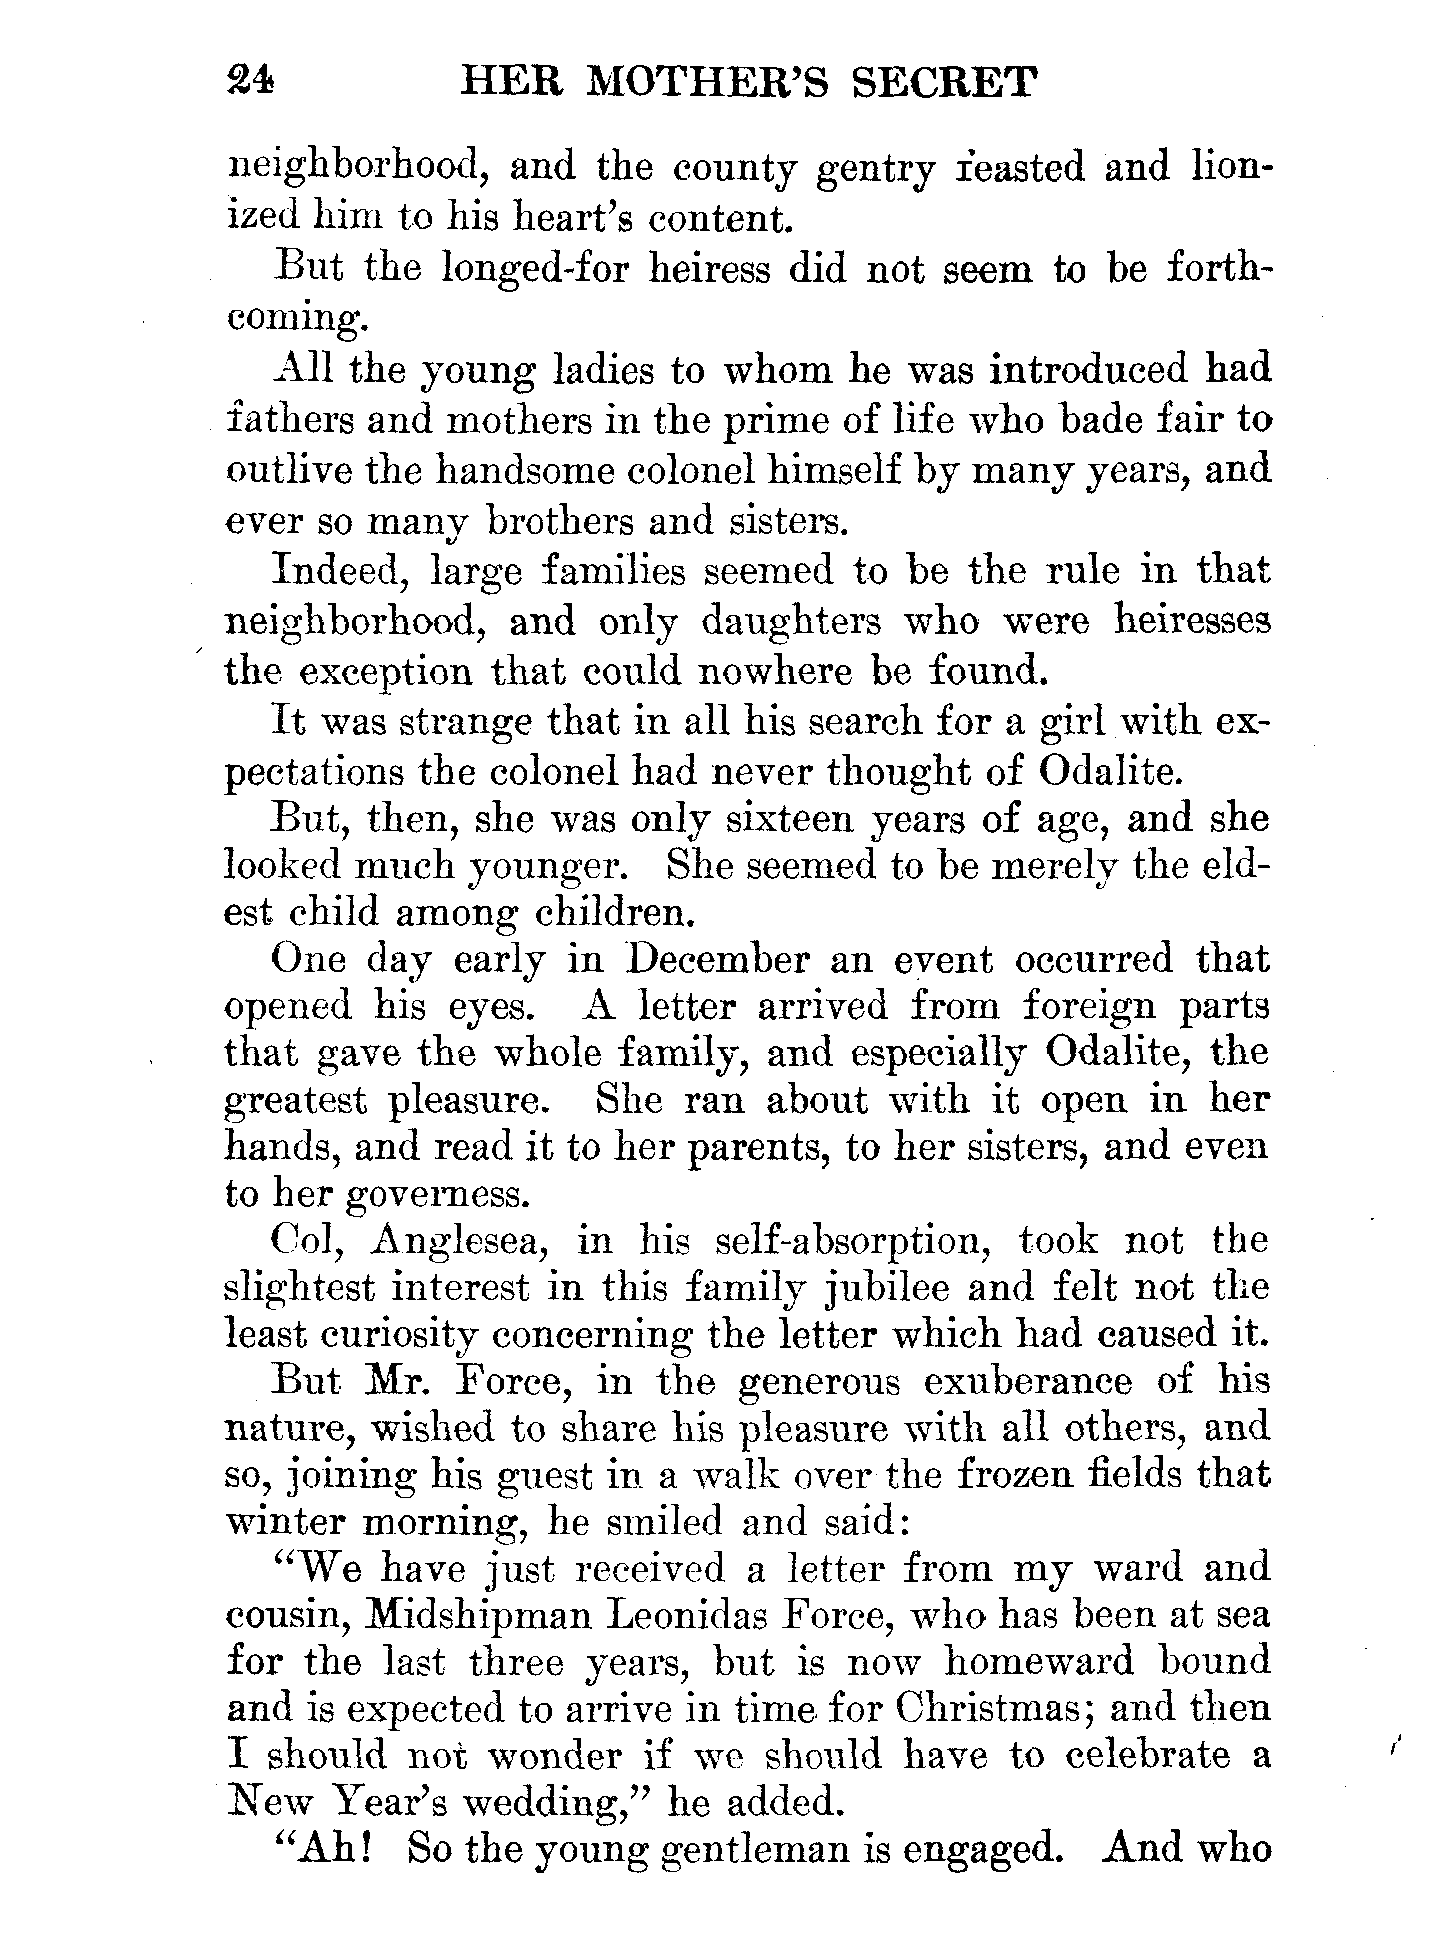 24 HER MOTHER'S SECRET
neighborhood, and the county gentry feasted and lion-
ized him to his heart's content.
But the longed-for heiress did not seem to be forth-
coming.
All the young ladies to whom he was introduced had
fathers and mothers in the prime of life who bade fair to
outlive the handsome colonel himself by many years, and
ever so many brothers and sisters.
Indeed, large families seemed to be the rule in that
neighborhood, and only daughters who were heiresses
the exception that could nowhere be found.
It was strange that in all his search for a girl with ex-
pectations the colonel had never thought of Odalite.
But, then, she was only sixteen years of age, and she
looked much younger. She seemed to be merely the eld-
est child among children.
One day early in December an event occurred that
opened his eyes. A letter arrived from foreign parts
that gave the whole family, and especially Odalite, the
greatest pleasure. She ran about with it open in her
hands, and read it to her parents, to her sisters, and even
to her governess.
Col, Anglesea, in his self-absorption, took not the
slightest interest in this family jubilee and felt not the
least curiosity concerning the letter which had caused it.
But Mr. Force, in the generous exuberance of his
nature, wished to share his pleasure with all others, and
so, joining his guest in a walk over the frozen fields that
winter morning, he smiled and said:
"We have just received a letter from my ward and
cousin, Midshipman Leonidas Force, who has been at sea
for the last three years, but is now homeward bound
and is expected to arrive in time for Christmas; and then
I should not wonder if we should have to celebrate a
New Year's wedding," he added.
"Ah! So the young gentleman is engaged. And who